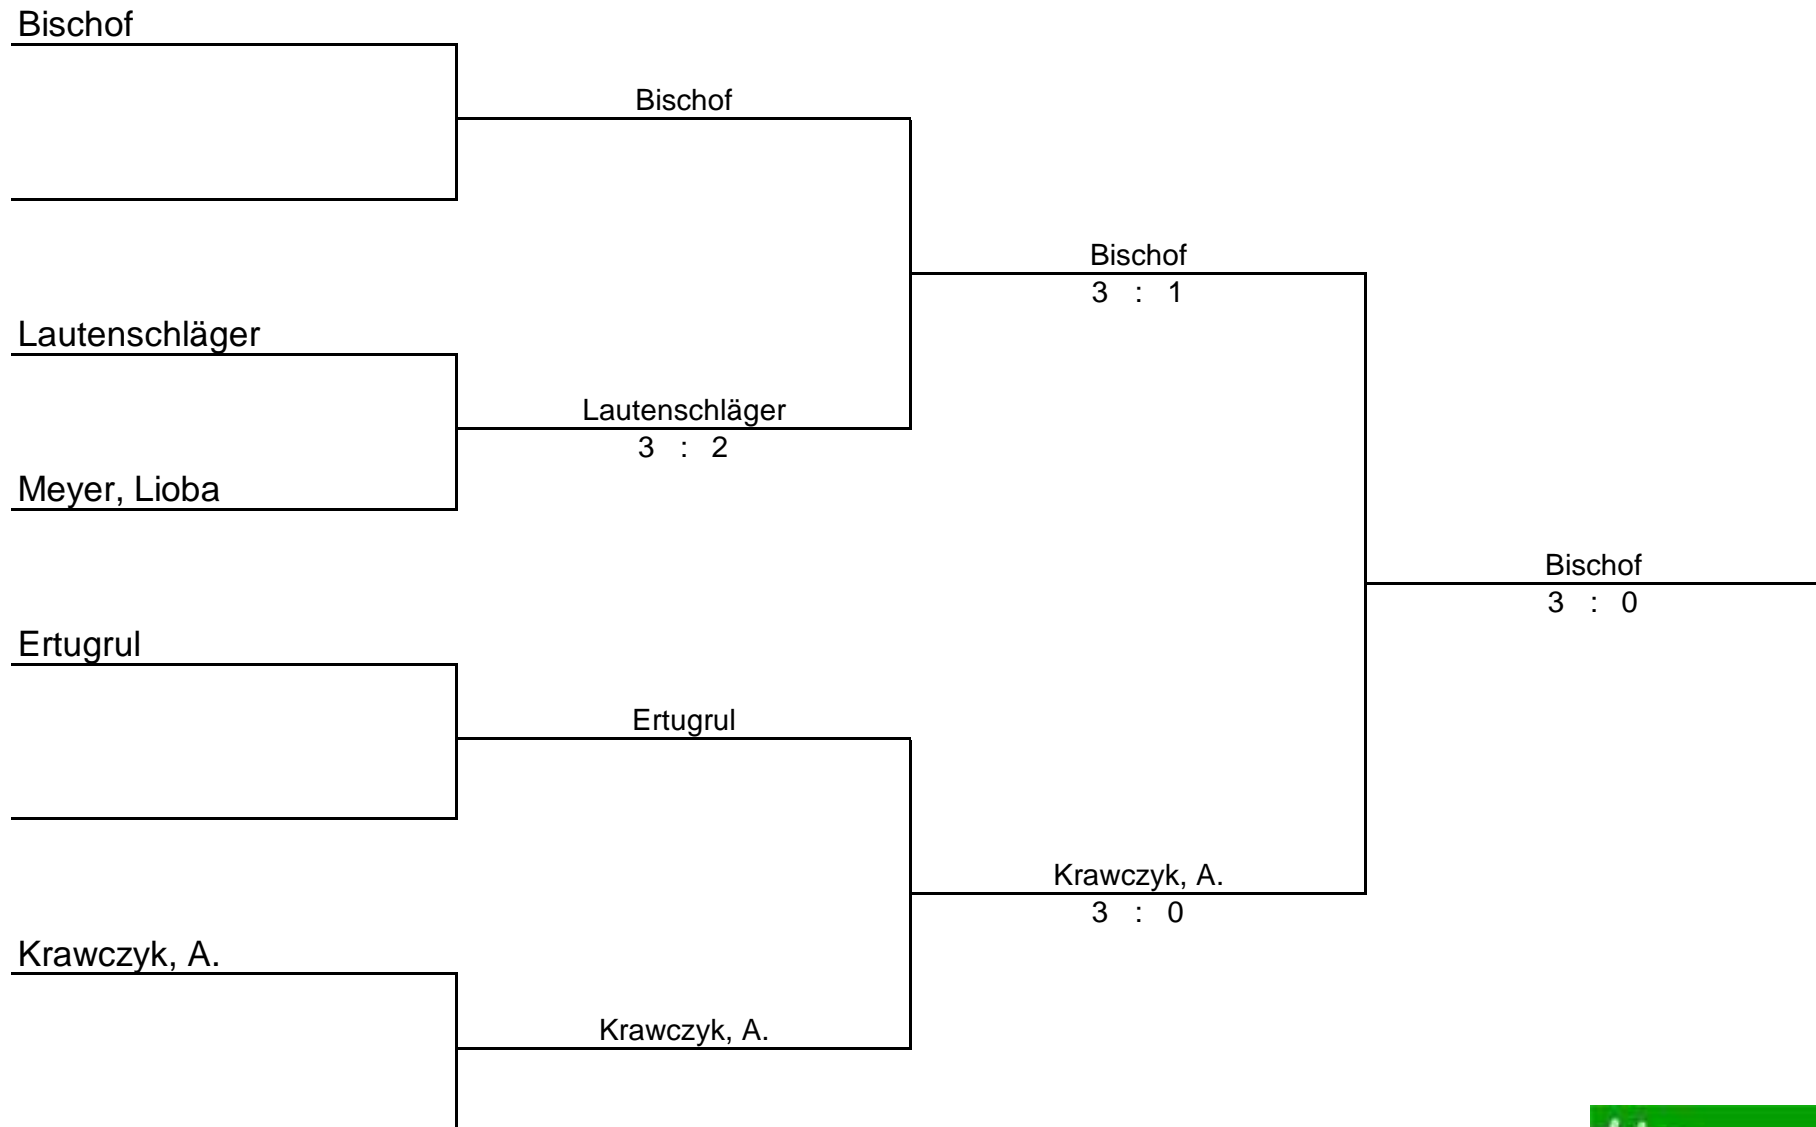 Bischof
Bischof
Bischof
3 : 1
Lautenschläger
Lautenschläger
3 : 2
Meyer, Lioba
Bischof
3 : 0
Ertugrul
Ertugrul
Krawczyk, A.
3 : 0
Krawczyk, A.
Krawczyk, A.